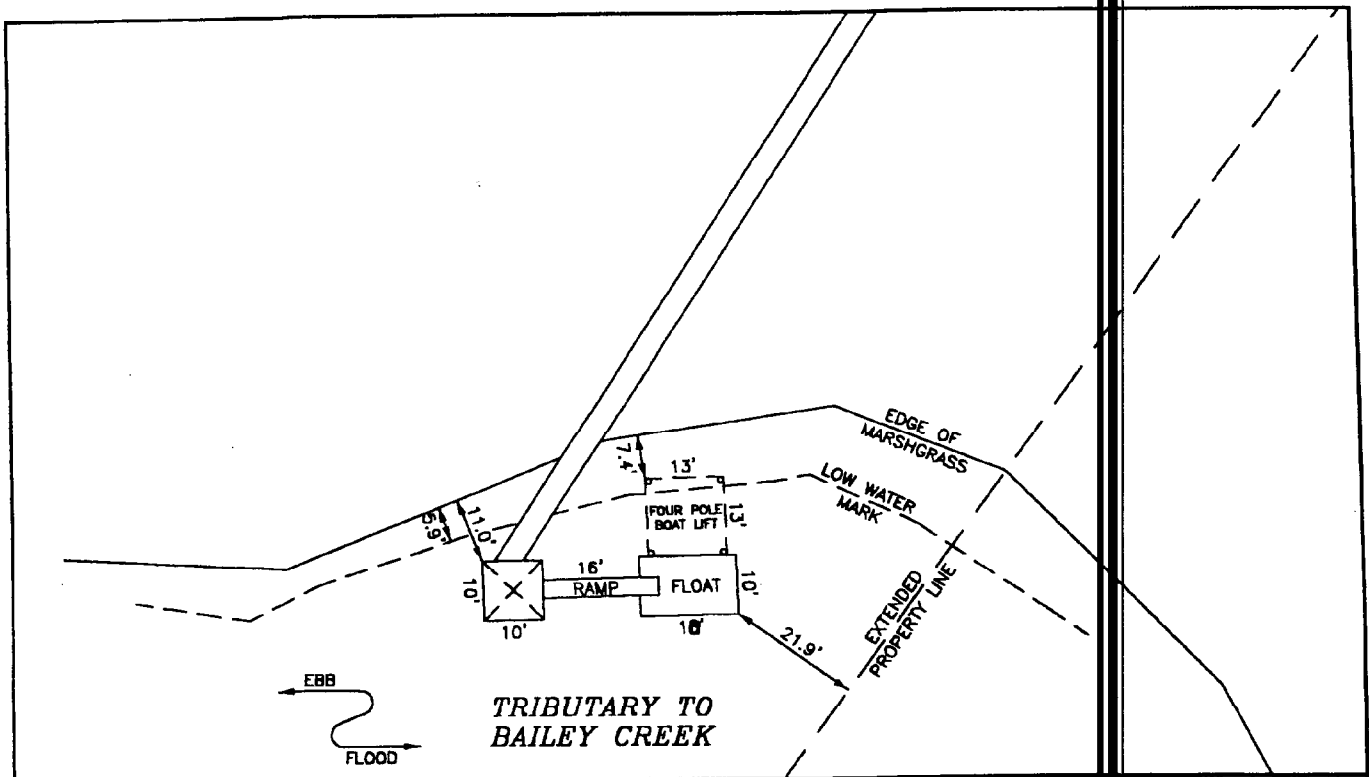 EDGE OF
MARSHGRASS
LOW WATER
MARK
7.4'
13'
FOUR POLE
BOAT LIFT
13'
5.9'
11.0'
10'
10'
16'
RAMP
FLOAT
10'
21.9'
EXTENDED
PROPERTY LINE
EBB
FLOOD
TRIBUTARY TO
BAILEY CREEK